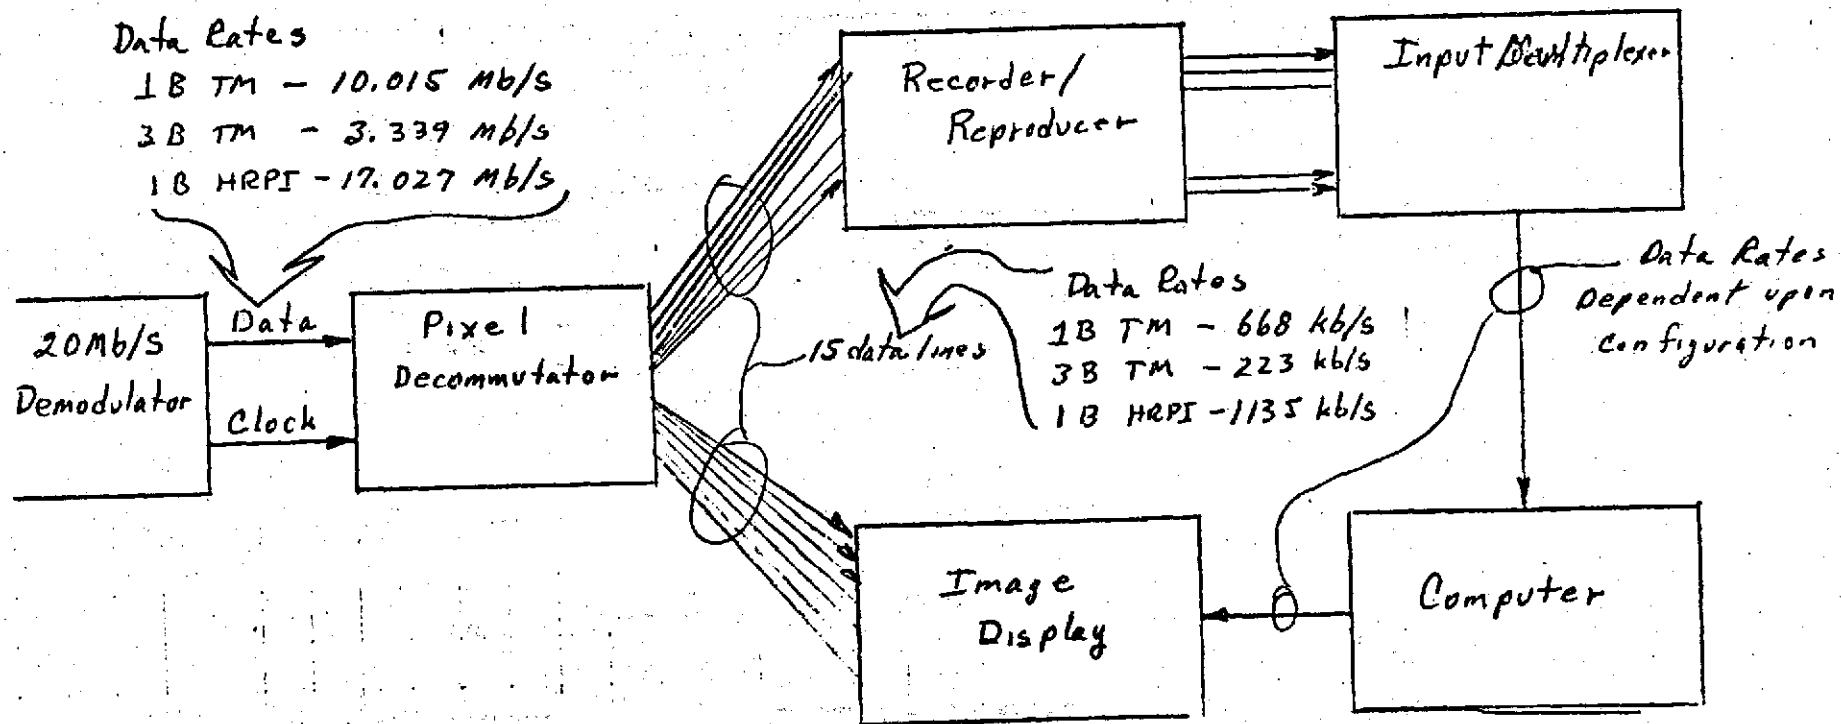 Data Rates
1B TM - 10.015 Mb/s
3B TM - 3.339 Mb/s
1B HRPI - 17.027 Mb/s
20Mb/s
Demodulator
Data
Clock
Pixel
Decommutator
15 data lines
Recorder/
Reproducer
Input
Data Rates
1B TM - 668 kb/s
3B TM - 223 kb/s
1B HRPI - 1135 kb/s
Data Rates
Dependent upon
Configuration
Image
Display
Computer